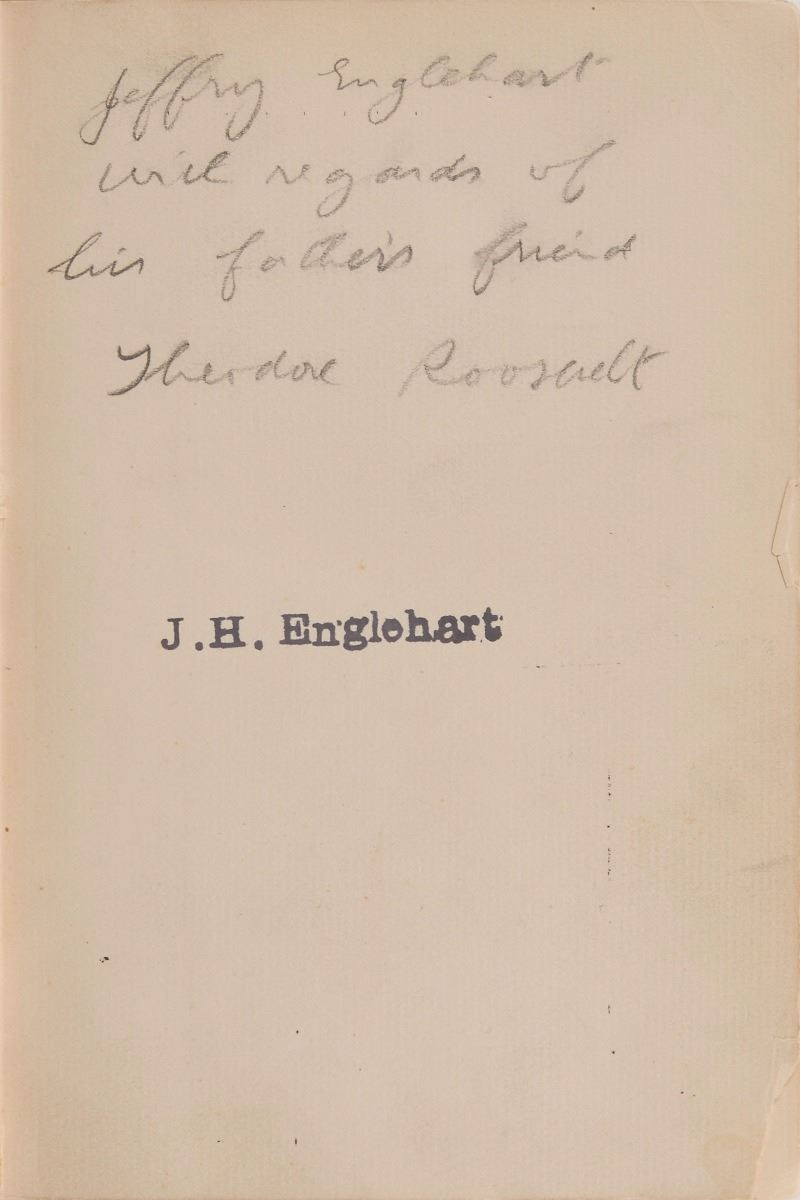 Jeffry Englehart
with regards of
his father's friend
Theodore Roosevelt
J.H. Englehart